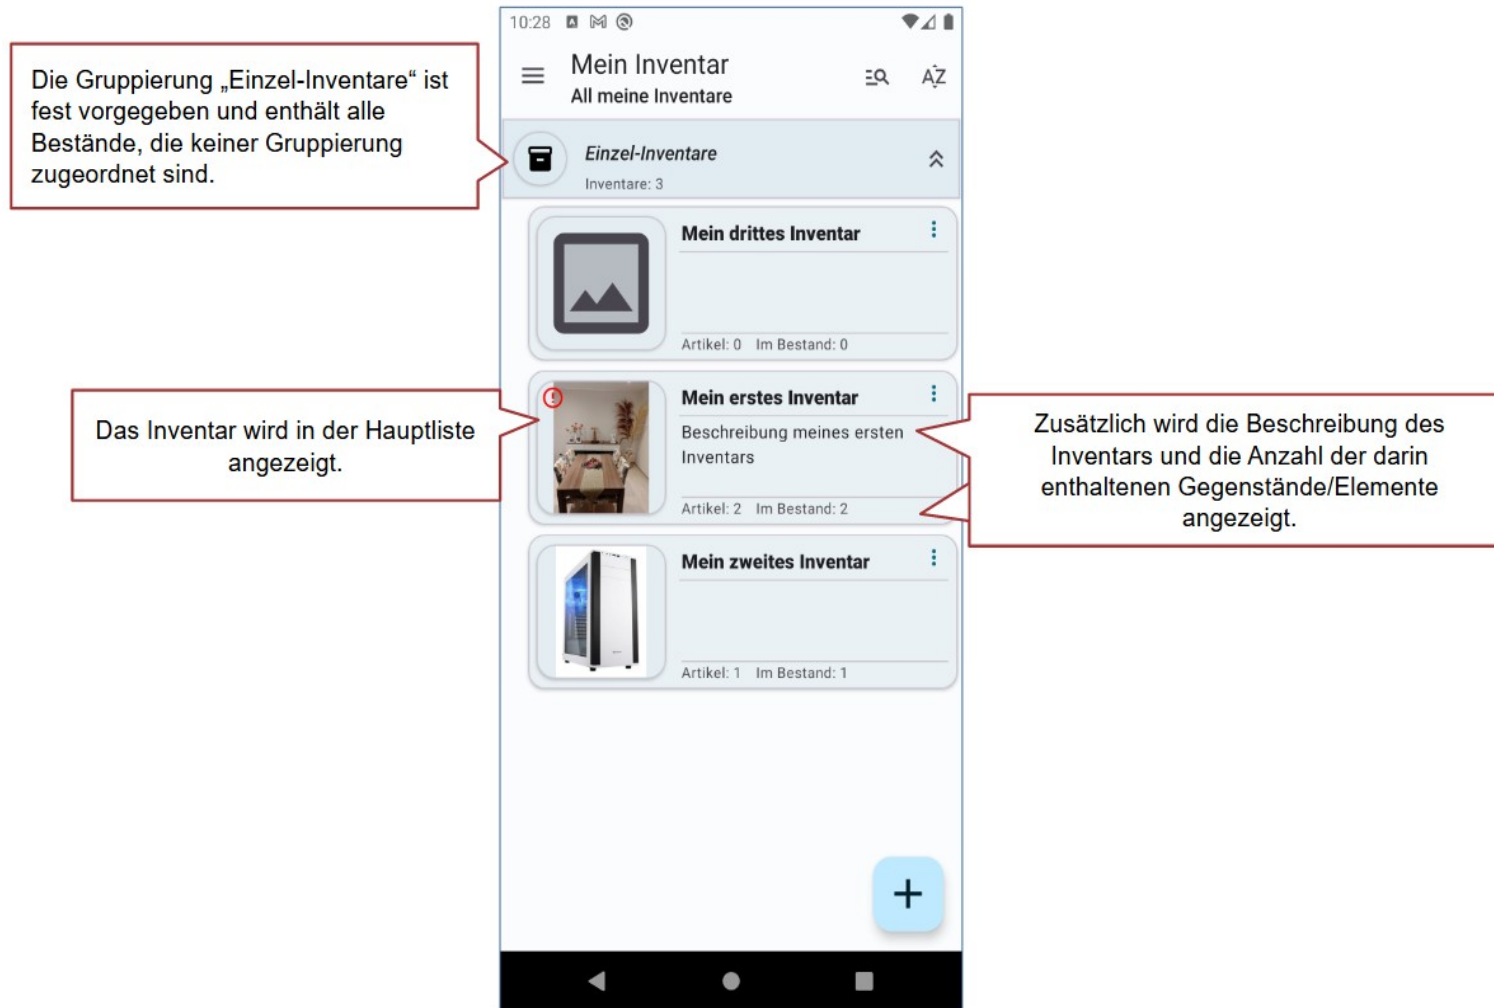 10:28
Mein Inventar
All meine Inventare
AZ
Die Gruppierung „Einzel-Inventare“ ist
fest vorgegeben und enthält alle
Bestände, die keiner Gruppierung
zugeordnet sind.
Einzel-Inventare
Inventare: 3
Mein drittes Inventar
Artikel: 0 Im Bestand: 0
Das Inventar wird in der Hauptliste
angezeigt.
Mein erstes Inventar
Beschreibung meines ersten
Inventars
Artikel: 2 Im Bestand: 2
Zusätzlich wird die Beschreibung des
Inventars und die Anzahl der darin
enthaltenen Gegenstände/Elemente
angezeigt.
Mein zweites Inventar
Artikel: 1 Im Bestand: 1